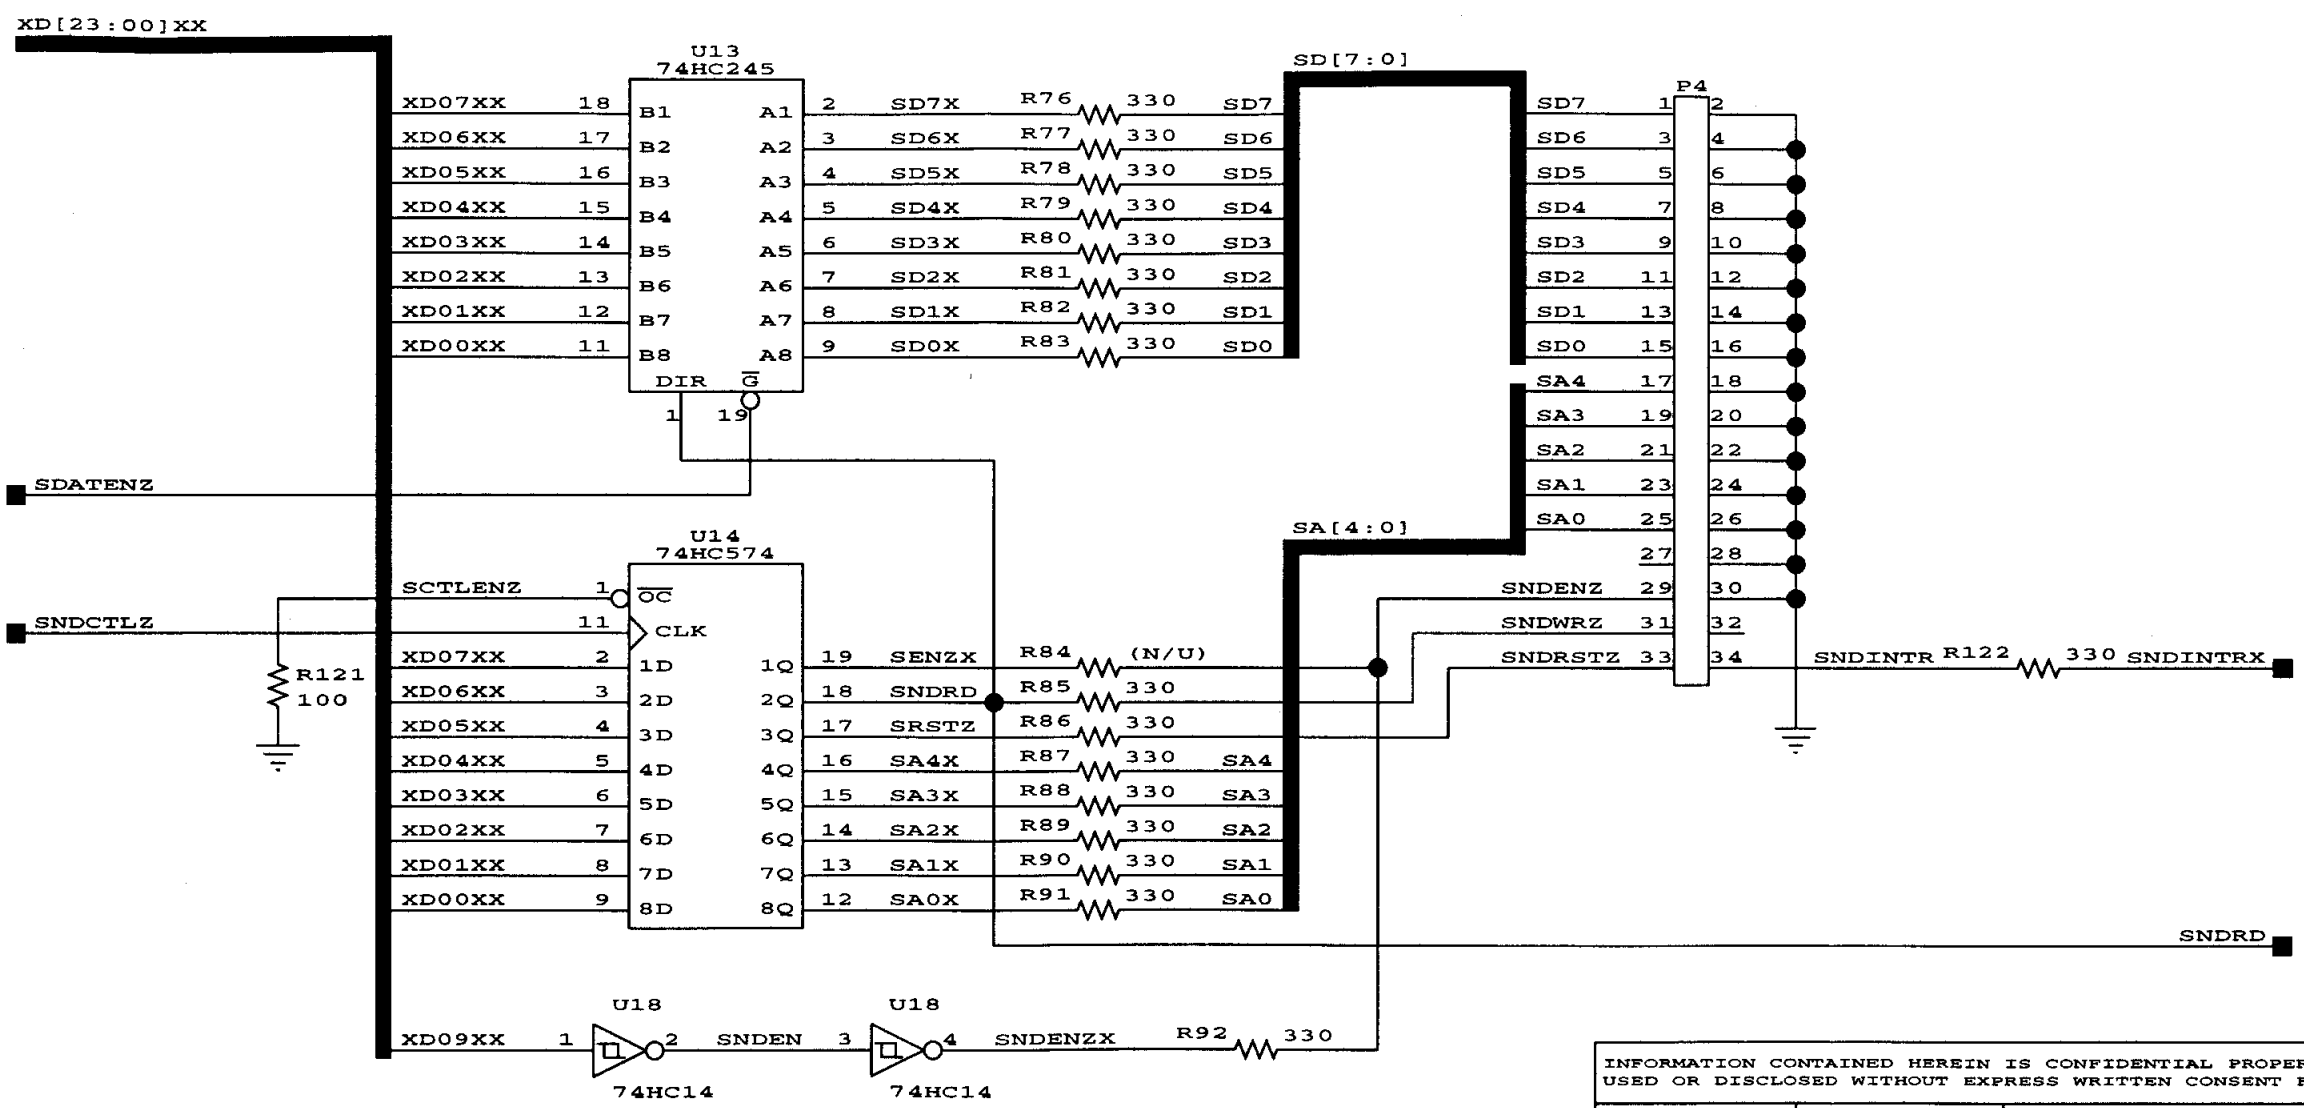 XD[23:00]XX
U13
74HC245
SD[7:0]
P4
XD07XX 18 B1 A1 2 SD7X R76 330 SD7 SD7 1 2
XD06XX 17 B2 A2 3 SD6X R77 330 SD6 SD6 3 4
XD05XX 16 B3 A3 4 SD5X R78 330 SD5 SD5 5 6
XD04XX 15 B4 A4 5 SD4X R79 330 SD4 SD4 7 8
XD03XX 14 B5 A5 6 SD3X R80 330 SD3 SD3 9 10
XD02XX 13 B6 A6 7 SD2X R81 330 SD2 SD2 11 12
XD01XX 12 B7 A7 8 SD1X R82 330 SD1 SD1 13 14
XD00XX 11 B8 A8 9 SD0X R83 330 SD0 SD0 15 16
DIR G SA4 17 18
1 19 SA3 19 20
SA2 21 22
SDATENZ SA1 23 24
SA[4:0] SA0 25 26
U14
74HC574
27 28
SCTLENZ 1 OC SNDENZ 29 30
SNDCTLZ 11 CLK SNDWRZ 31 32
XD07XX 2 1D 1Q 19 SENZX R84 (N/U) SNDRSTZ 33 34 SNDINTR R122 330 SNDINTRX
R121
100
XD06XX 3 2D 2Q 18 SNDRD R85 330
XD05XX 4 3D 3Q 17 SRSTZ R86 330
XD04XX 5 4D 4Q 16 SA4X R87 330 SA4
XD03XX 6 5D 5Q 15 SA3X R88 330 SA3
XD02XX 7 6D 6Q 14 SA2X R89 330 SA2
XD01XX 8 7D 7Q 13 SA1X R90 330 SA1
XD00XX 9 8D 8Q 12 SA0X R91 330 SA0
SNDRD
U18 U18
XD09XX 1 2 SNDEN 3 4 SNDENZX R92 330
74HC14 74HC14
INFORMATION CONTAINED HEREIN IS CONFIDENTIAL
USED OR DISCLOSED WITHOUT EXPRESS WRITTEN CONSENT